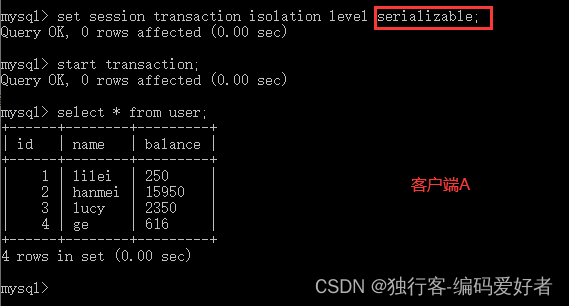 mysql> set session transaction isolation level serializable;
Query OK, 0 rows affected (0.00 sec)
mysql> start transaction;
Query OK, 0 rows affected (0.00 sec)
mysql> select * from user;
+------+--------+---------+
| id   | name   | balance |
+------+--------+---------+
|    1 | lilei  | 250     |
|    2 | hanmei | 15950   |
|    3 | lucy   | 2350    |
|    4 | ge     | 616     |
+------+--------+---------+
4 rows in set (0.00 sec)
mysql>
客户端A
CSDN @独行客-编码爱好者